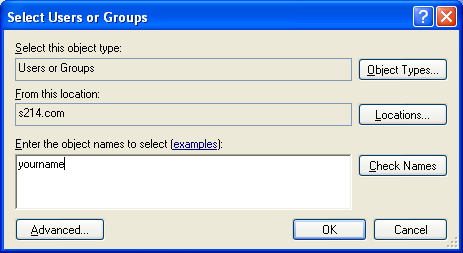 Select Users or Groups
Select this object type:
Users or Groups
Object Types...
From this location:
s214.com
Locations...
Enter the object names to select (examples):
yourname
Check Names
Advanced...
OK
Cancel